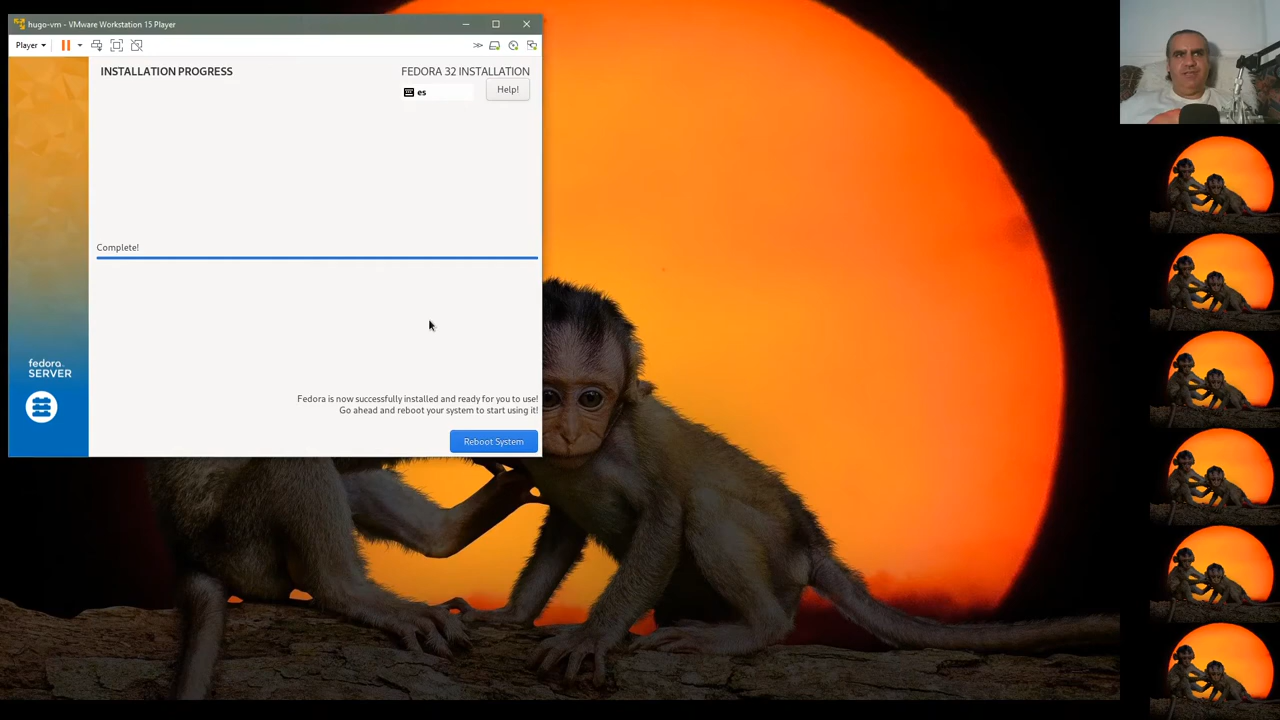 hugo-vm - VMware Workstation 15 Player
Player
INSTALLATION PROGRESS
FEDORA 32 INSTALLATION
es
Help!
Complete!
fedora
SERVER
Fedora is now successfully installed and ready for you to use!
Go ahead and reboot your system to start using it!
Reboot System